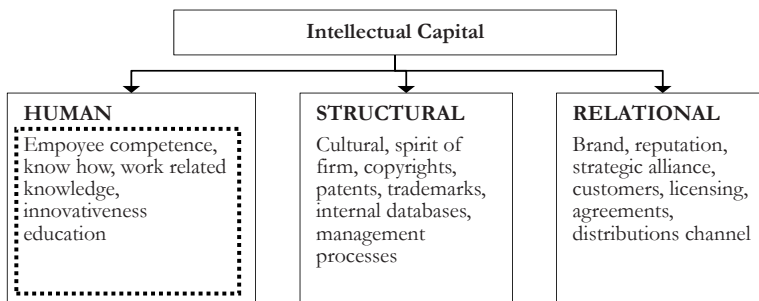 Intellectual Capital
HUMAN
Empoyee competence,
know how, work related
knowledge,
innovativeness
education
STRUCTURAL
Cultural, spirit of
firm, copyrights,
patents, trademarks,
internal databases,
management
processes
RELATIONAL
Brand, reputation,
strategic alliance,
customers, licensing,
agreements,
distributions channel